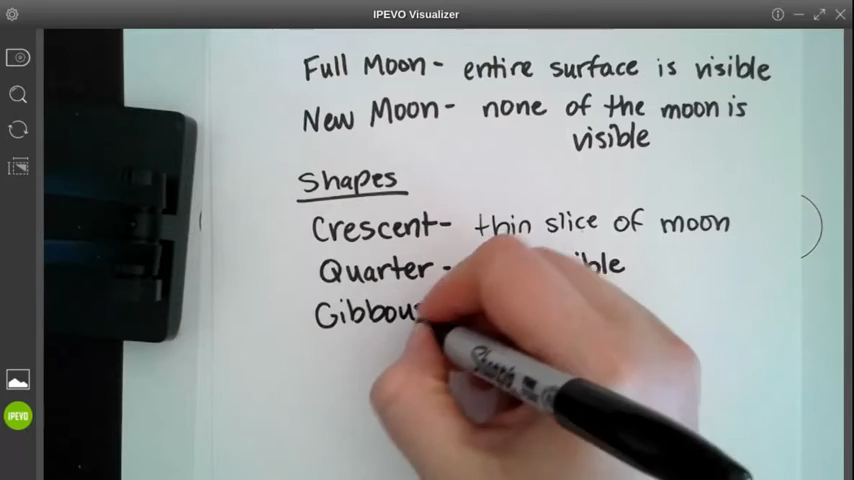 IPEVO Visualizer
Full Moon- entire surface is visible
New Moon- none of the moon is
visible
Shapes
Crescent- thin slice of moon
Quarter -
Gibbous
Sharpie
IPEVO